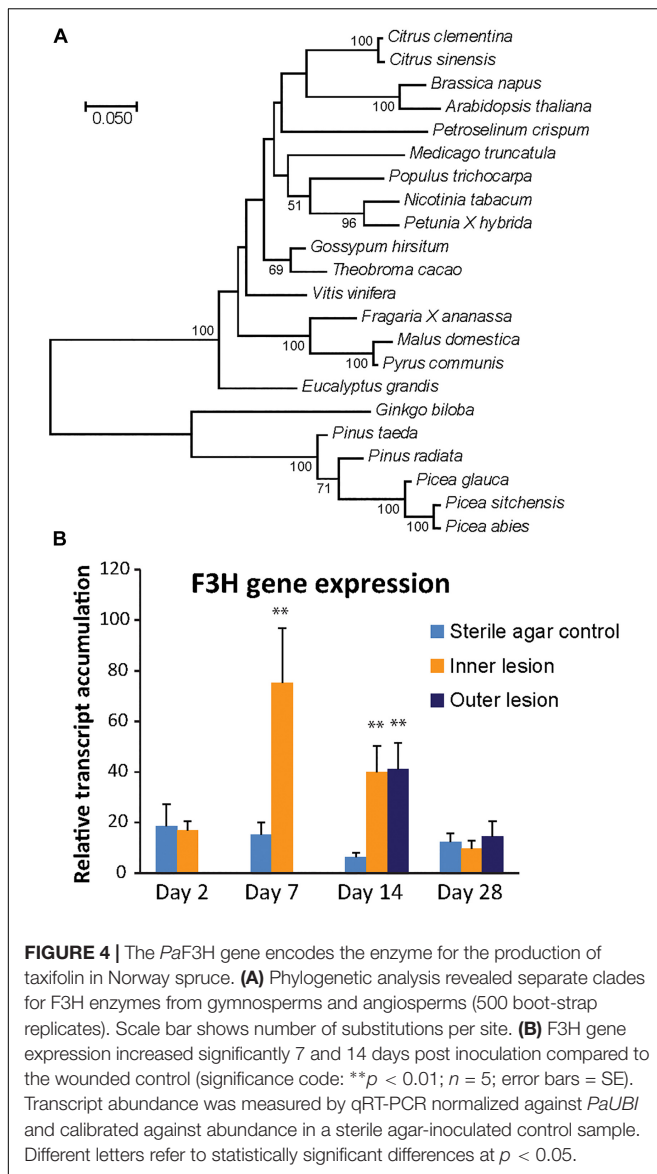 A
100
Citrus clementina
Citrus sinensis
Brassica napus
100
Arabidopsis thaliana
0.050
Petroselinum crispum
Medicago truncatula
Populus trichocarpa
51
Nicotinia tabacum
96
Petunia X hybrida
Gossypum hirsitum
69
Theobroma cacao
Vitis vinifera
Fragaria X ananassa
100
100
Malus domestica
100
Pyrus communis
Eucalyptus grandis
Ginkgo biloba
Pinus taeda
100
Pinus radiata
71
Picea glauca
100
Picea sitchensis
100
Picea abies
B
F3H gene expression
Relative transcript accumulation
120
100
80
60
40
20
0
**
** **
Sterile agar control
Inner lesion
Outer lesion
Day 2 Day 7 Day 14 Day 28
FIGURE 4 | The PaF3H gene encodes the enzyme for the production of
taxifolin in Norway spruce. (A) Phylogenetic analysis revealed separate clades
for F3H enzymes from gymnosperms and angiosperms (500 boot-strap
replicates). Scale bar shows number of substitutions per site. (B) F3H gene
expression increased significantly 7 and 14 days post inoculation compared to
the wounded control (significance code: **p < 0.01; n = 5; error bars = SE).
Transcript abundance was measured by qRT-PCR normalized against PaUBI
and calibrated against abundance in a sterile agar-inoculated control sample.
Different letters refer to statistically significant differences at p < 0.05.